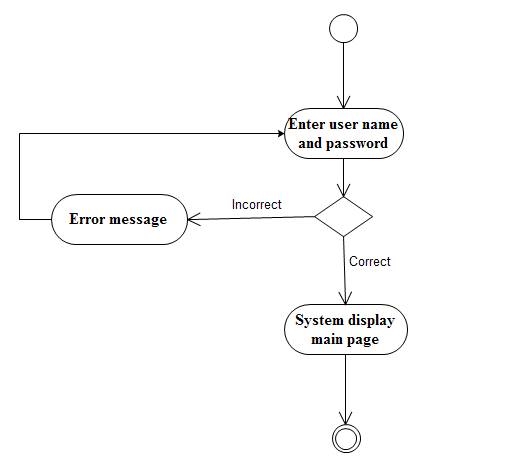 Enter user name
and password
Incorrect
Error message
Correct
System display
main page